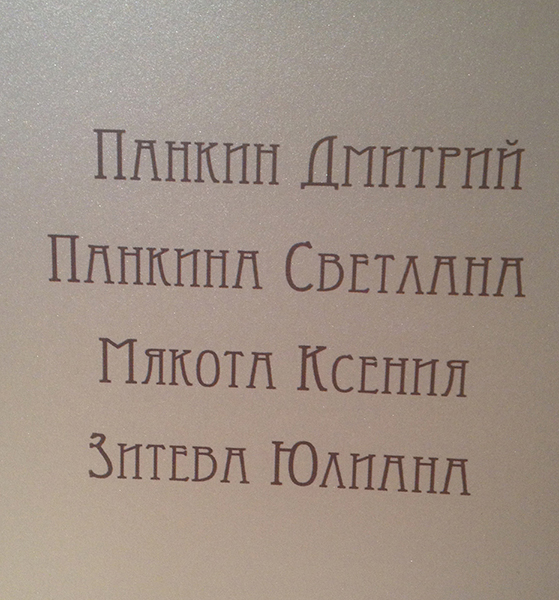 Панкин Дмитрий
Панкина Светлана
Мякота Ксения
Зитева Юлиана